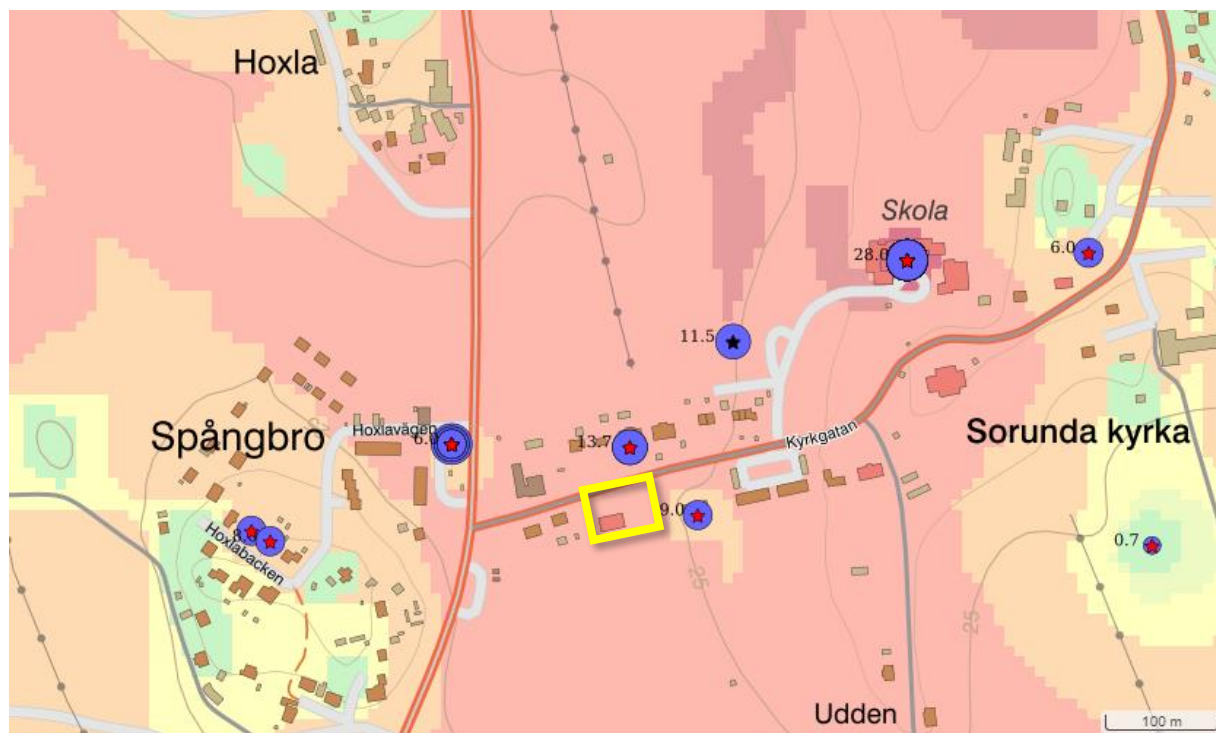 Hoxla
Skola
28.0
6.0
11.5
Spångbro
Hoxlavägen
6.0
13.7
Kyrkgatan
Sorunda kyrka
9.0
Hoxlabacken
0.7
25
25
Udden
100 m